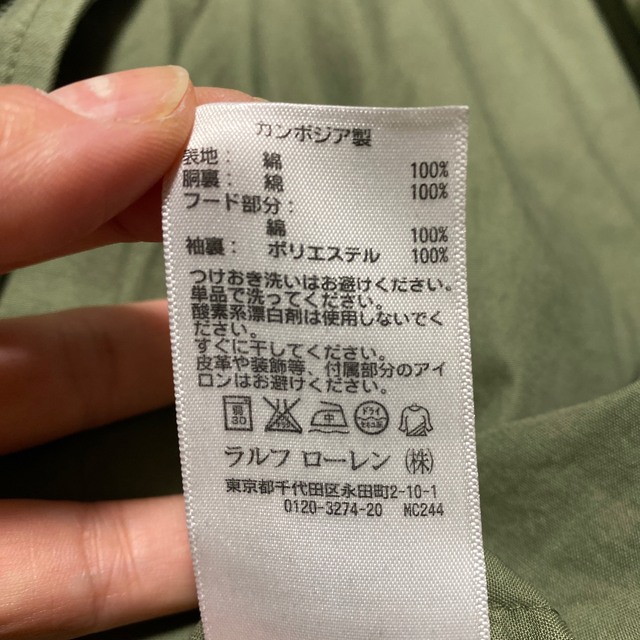 カンボジア製
表地: 綿 100%
胴裏: 綿 100%
フード部分:
綿 100%
袖裏: ポリエステル 100%
つけおき洗いはお避けください。
単品で洗ってください。
酸素系漂白剤は使用しないでく
ださい。
すぐに干してください。
皮革や装飾等、付属部分のアイ
ロンはお避けください。
弱 30 中 ドライ
ラルフ ローレン (株)
東京都千代田区永田町2-10-1
0120-3274-20 MC244